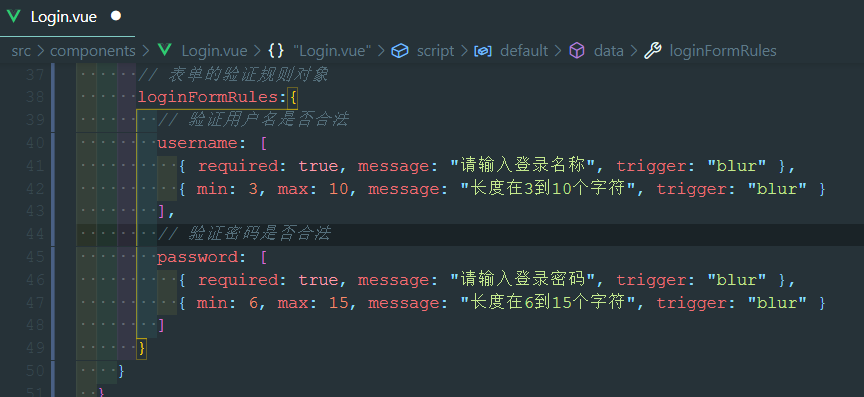 Login.vue
src > components > Login.vue > {} "Login.vue" > script > default > data > loginFormRules
37 // 表单的验证规则对象
38 loginFormRules:{
39 // 验证用户名是否合法
40 username: [
41 { required: true, message: "请输入登录名称", trigger: "blur" },
42 { min: 3, max: 10, message: "长度在3到10个字符", trigger: "blur" }
43 ],
44 // 验证密码是否合法
45 password: [
46 { required: true, message: "请输入登录密码", trigger: "blur" },
47 { min: 6, max: 15, message: "长度在6到15个字符", trigger: "blur" }
48 ]
49 }
50 }
51 }